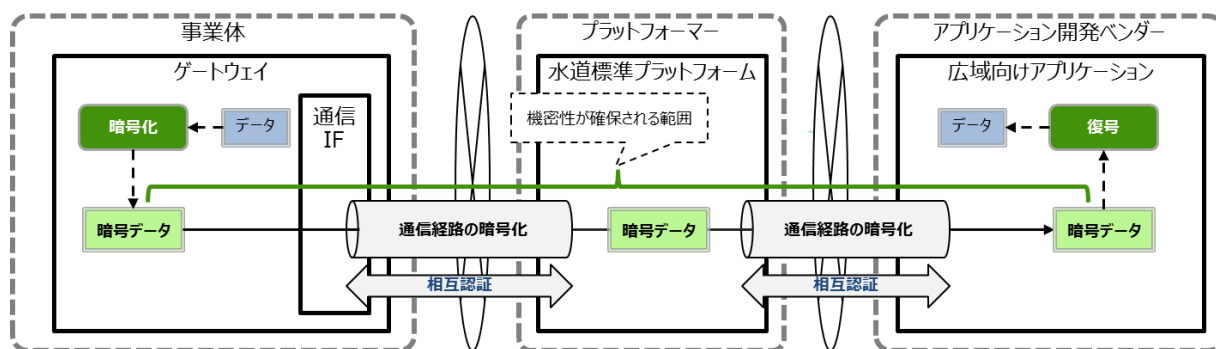 事業体
プラットフォーマー
アプリケーション開発ベンダー
ゲートウェイ
水道標準プラットフォーム
広域向けアプリケーション
暗号化
データ
通信
IF
機密性が確保される範囲
データ
復号
暗号データ
通信経路の暗号化
暗号データ
通信経路の暗号化
暗号データ
相互認証
相互認証